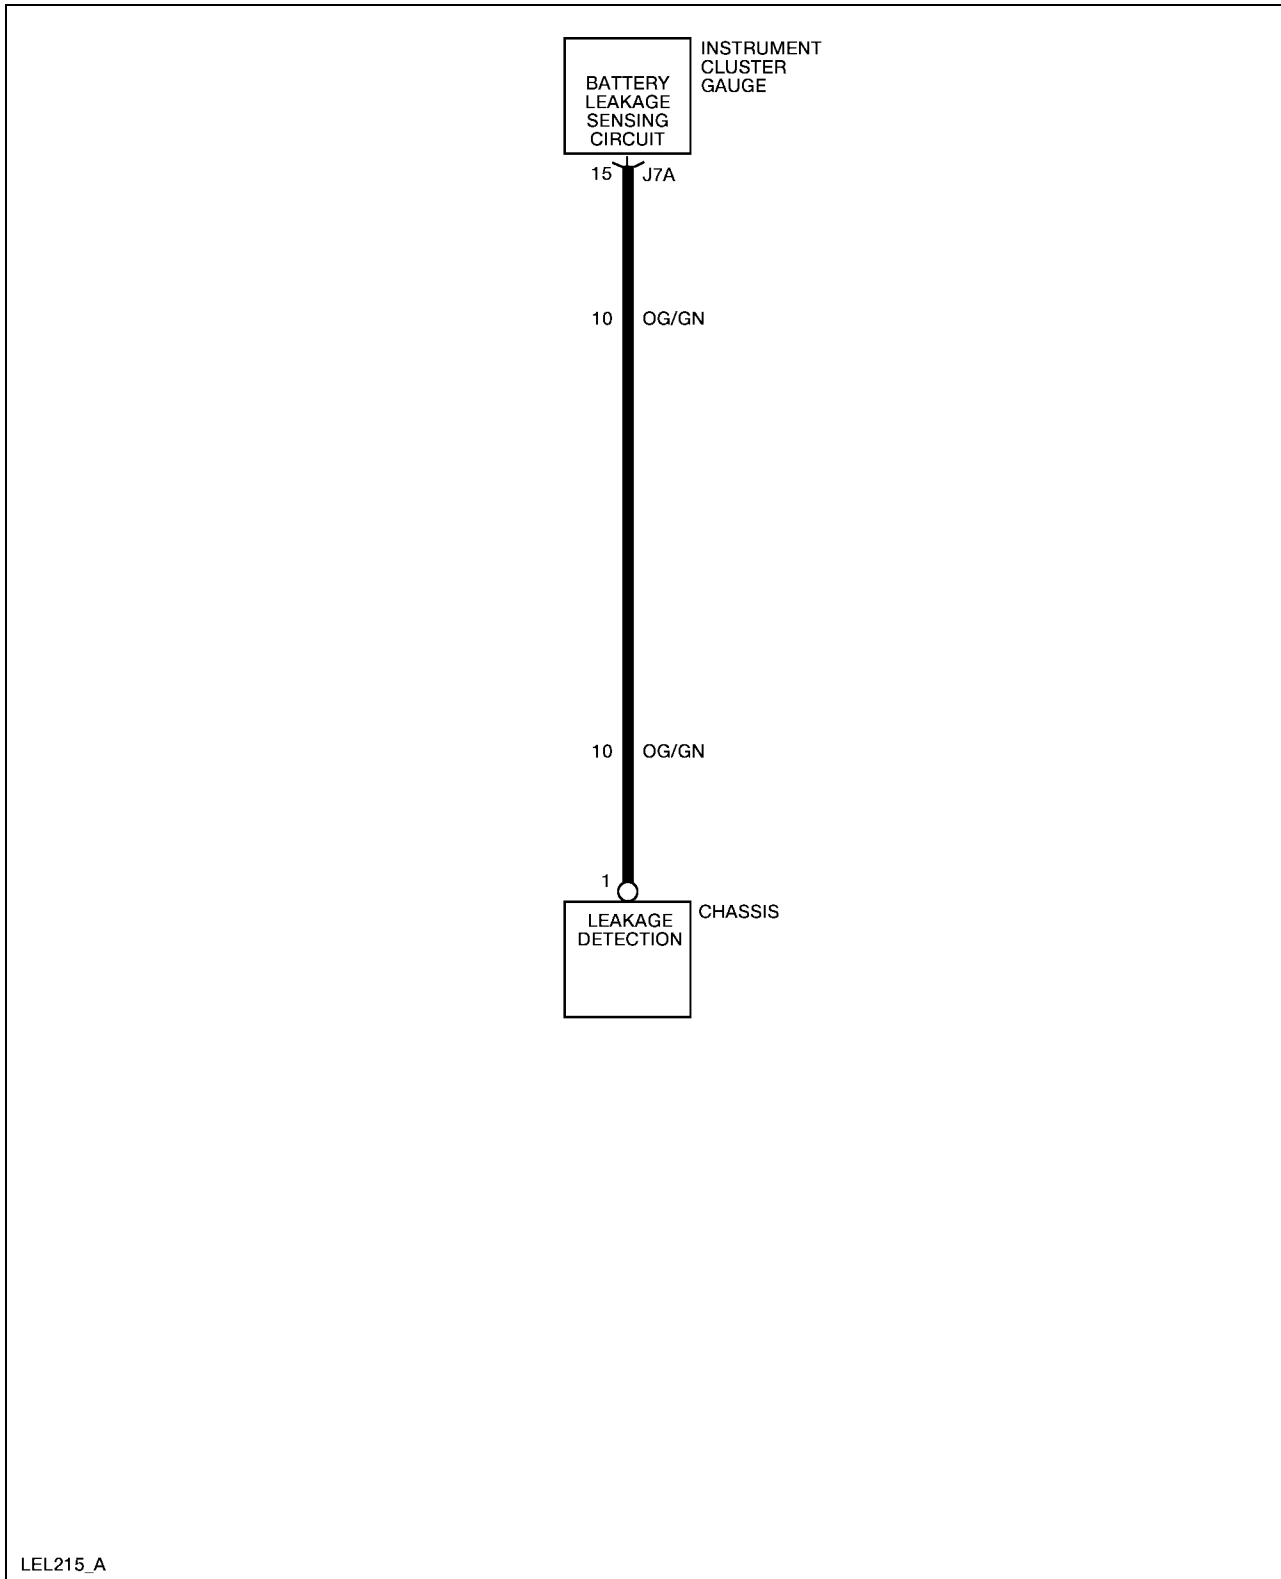 BATTERY
LEAKAGE
SENSING
CIRCUIT
INSTRUMENT
CLUSTER
GAUGE
15 J7A
10 OG/GN
10 OG/GN
1
LEAKAGE
DETECTION
CHASSIS
LEL215_A